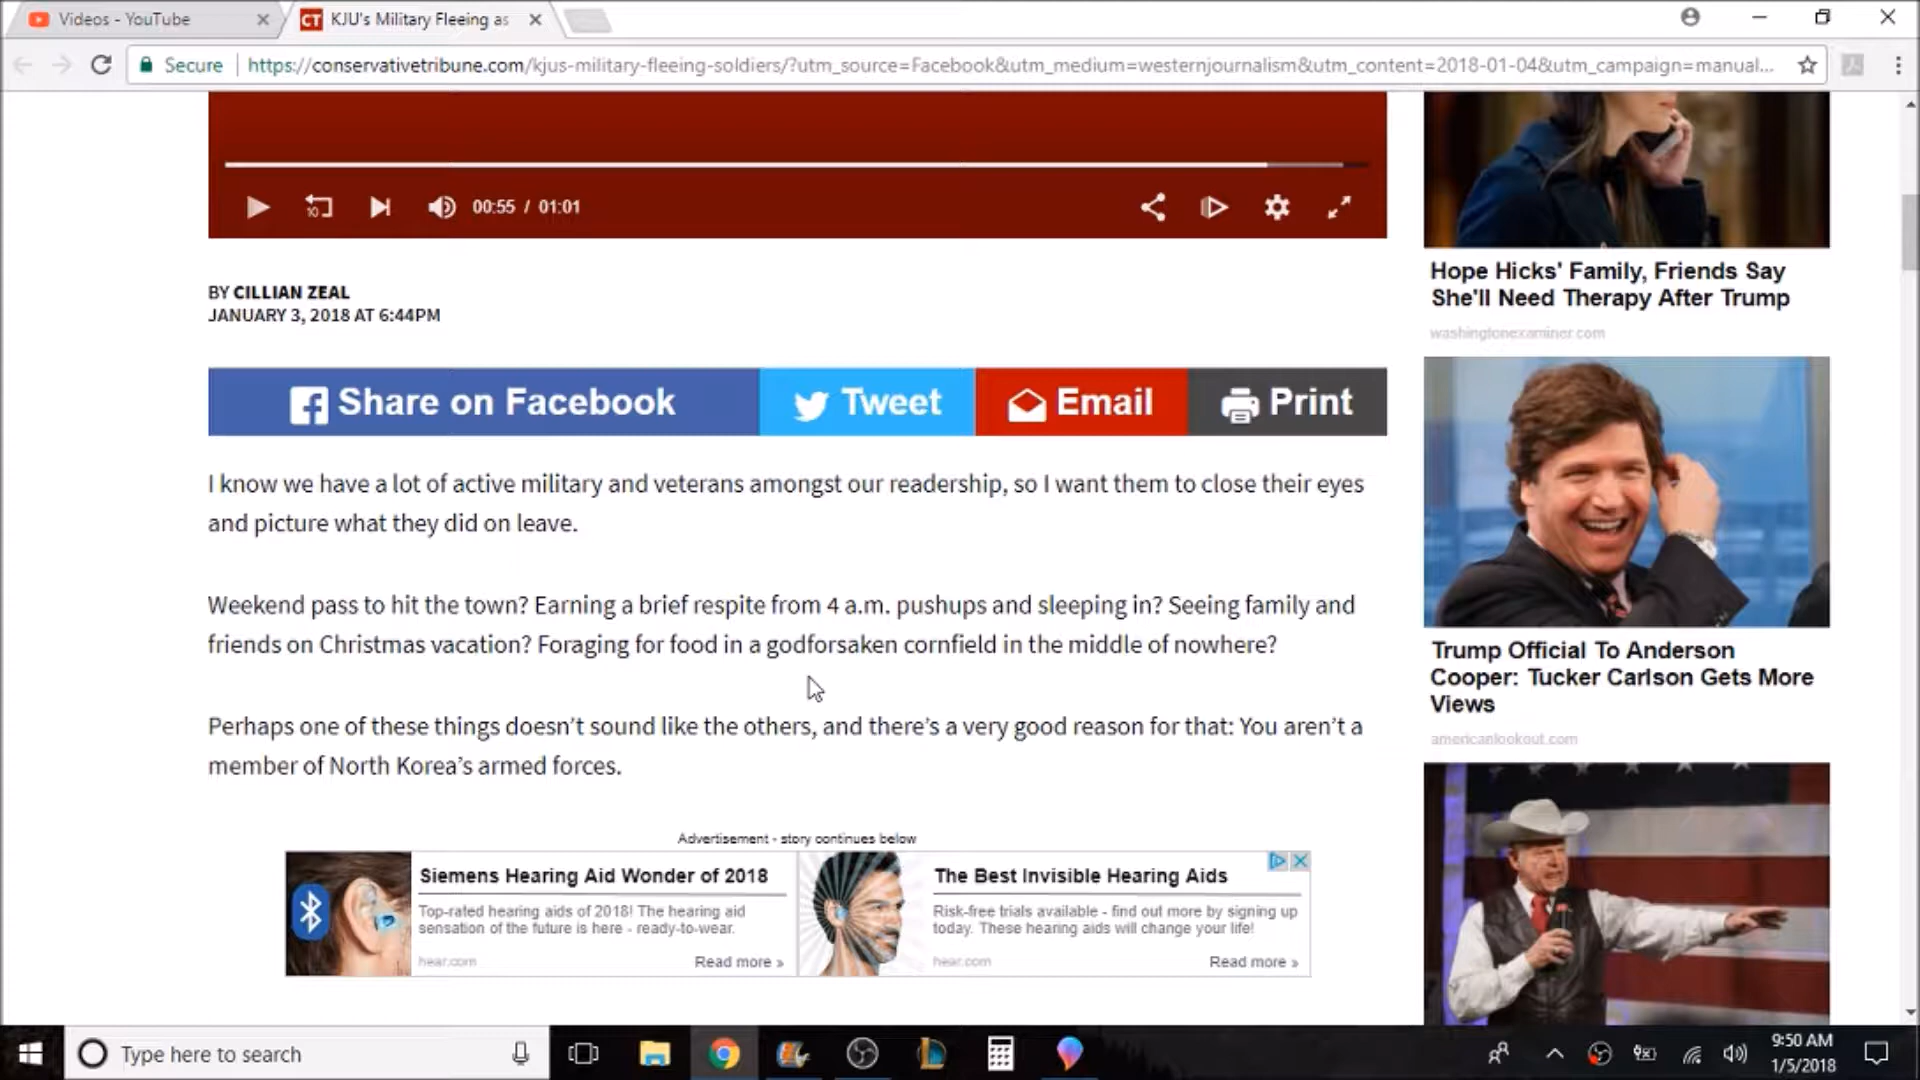 Videos - YouTube
CT KJU's Military Fleeing as
Secure https://conservativetribune.com/kjus-military-fleeing-soldiers/?utm_source=Facebook&utm_medium=westernjournalism&utm_content=2018-01-04&utm_campaign=manual...
10
00:55 / 01:01
BY CILLIAN ZEAL
JANUARY 3, 2018 AT 6:44PM
Share on Facebook
Tweet
Email
Print
I know we have a lot of active military and veterans amongst our readership, so I want them to close their eyes
and picture what they did on leave.
Weekend pass to hit the town? Earning a brief respite from 4 a.m. pushups and sleeping in? Seeing family and
friends on Christmas vacation? Foraging for food in a godforsaken cornfield in the middle of nowhere?
Perhaps one of these things doesn’t sound like the others, and there’s a very good reason for that: You aren’t a
member of North Korea’s armed forces.
Advertisement - story continues below
Siemens Hearing Aid Wonder of 2018
Top-rated hearing aids of 2018! The hearing aid
sensation of the future is here - ready-to-wear.
hear.com
Read more »
The Best Invisible Hearing Aids
Risk-free trials available - find out more by signing up
today. These hearing aids will change your life!
hear.com
Read more »
Hope Hicks' Family, Friends Say
She'll Need Therapy After Trump
washingtonexaminer.com
Trump Official To Anderson
Cooper: Tucker Carlson Gets More
Views
americanlookout.com
Type here to search
9:50 AM
1/5/2018